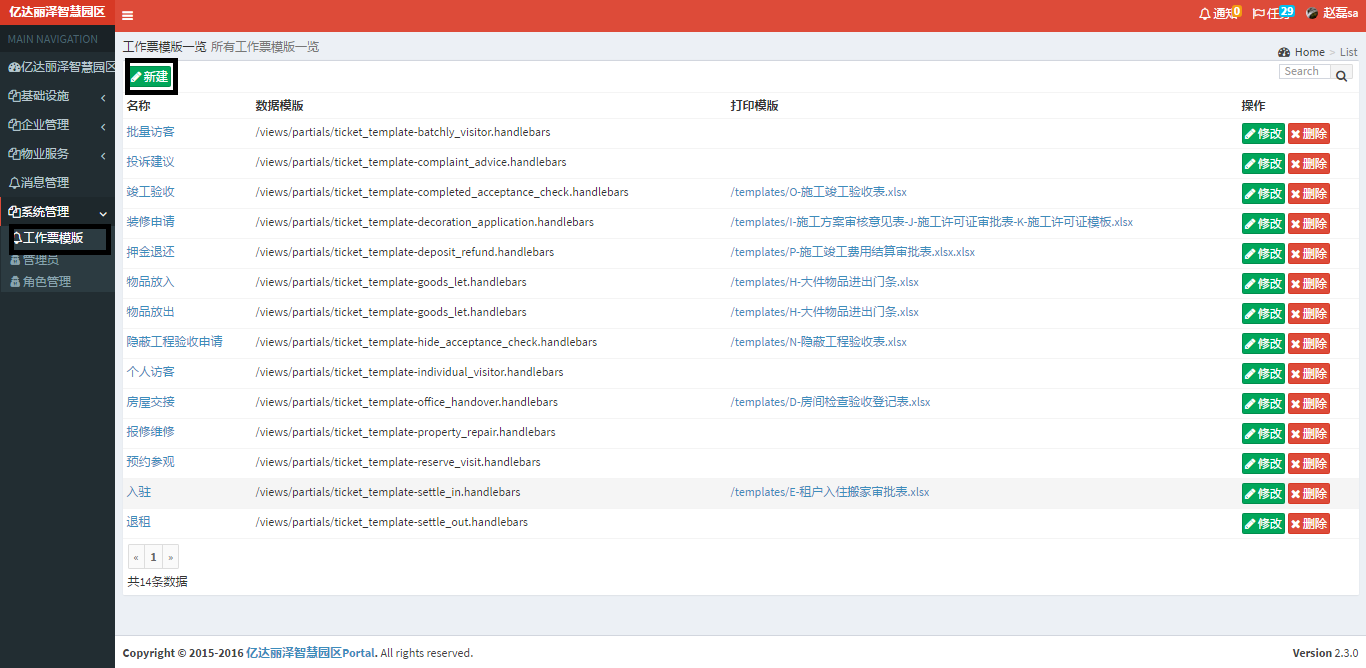 亿达丽泽智慧园区
通知 0 任务 29 赵磊sa
MAIN NAVIGATION
亿达丽泽智慧园区
基础设施
企业管理
物业服务
消息管理
系统管理
工作票模版
管理员
角色管理
工作票模版一览 所有工作票模版一览
Home > List
新建
Search
名称 数据模版 打印模版 操作
批量访客 /views/partials/ticket_template-batchly_visitor.handlebars 修改 删除
投诉建议 /views/partials/ticket_template-complaint_advice.handlebars 修改 删除
竣工验收 /views/partials/ticket_template-completed_acceptance_check.handlebars /templates/O-施工竣工验收表.xlsx 修改 删除
装修申请 /views/partials/ticket_template-decoration_application.handlebars /templates/I-施工方案审核意见表-J-施工许可证审批表-K-施工许可证模板.xlsx 修改 删除
押金退还 /views/partials/ticket_template-deposit_refund.handlebars /templates/P-施工竣工费用结算审批表.xlsx.xlsx 修改 删除
物品放入 /views/partials/ticket_template-goods_let.handlebars /templates/H-大件物品进出门条.xlsx 修改 删除
物品放出 /views/partials/ticket_template-goods_let.handlebars /templates/H-大件物品进出门条.xlsx 修改 删除
隐蔽工程验收申请 /views/partials/ticket_template-hide_acceptance_check.handlebars /templates/N-隐蔽工程验收表.xlsx 修改 删除
个人访客 /views/partials/ticket_template-individual_visitor.handlebars 修改 删除
房屋交接 /views/partials/ticket_template-office_handover.handlebars /templates/D-房间检查验收登记表.xlsx 修改 删除
报修维修 /views/partials/ticket_template-property_repair.handlebars 修改 删除
预约参观 /views/partials/ticket_template-reserve_visit.handlebars 修改 删除
入驻 /views/partials/ticket_template-settle_in.handlebars /templates/E-租户入住搬家审批表.xlsx 修改 删除
退租 /views/partials/ticket_template-settle_out.handlebars 修改 删除
« 1 »
共14条数据
Copyright © 2015-2016 亿达丽泽智慧园区Portal. All rights reserved.
Version 2.3.0